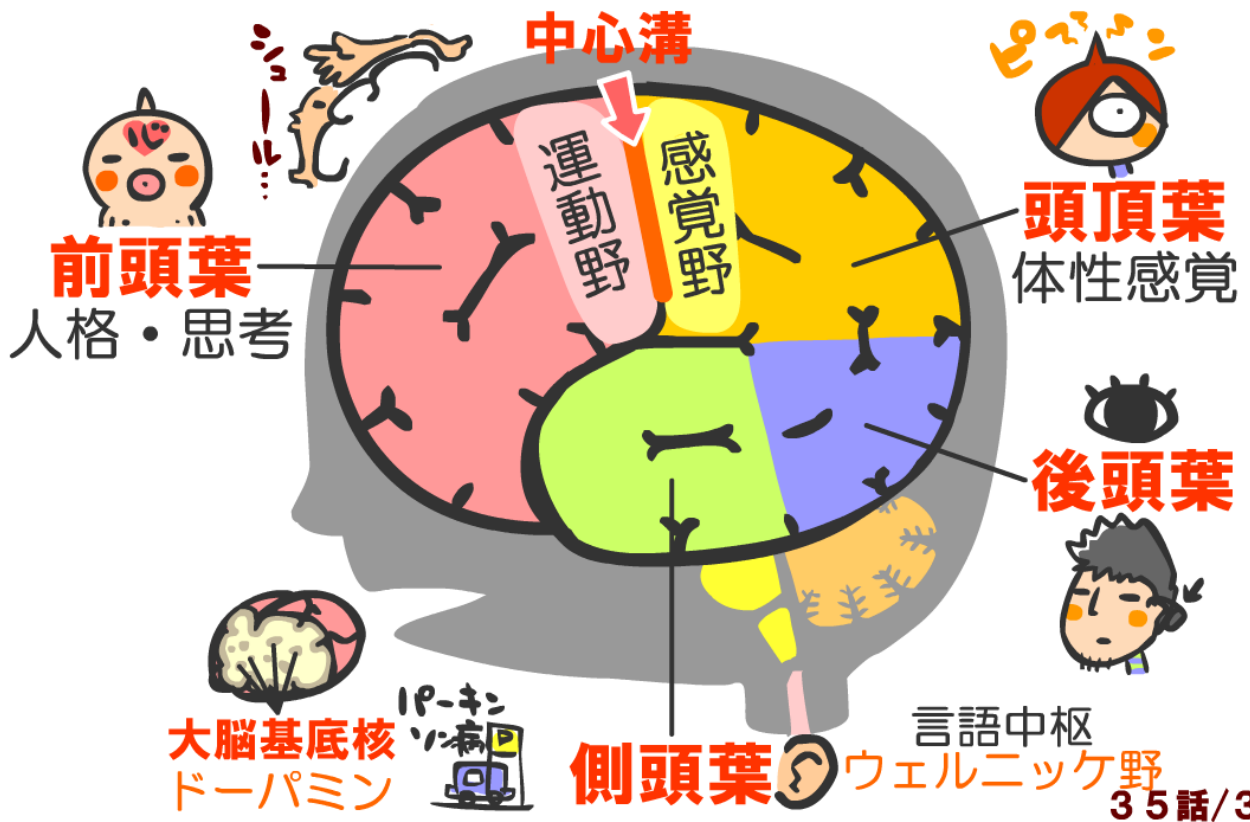 シュール…
中心溝
ピーン
心
運動野
感覚野
前頭葉
人格・思考
頭頂葉
体性感覚
後頭葉
大脳基底核
ドーパミン
パーキン
ソン病
P
側頭葉
言語中枢
ウェルニッケ野
35話/3